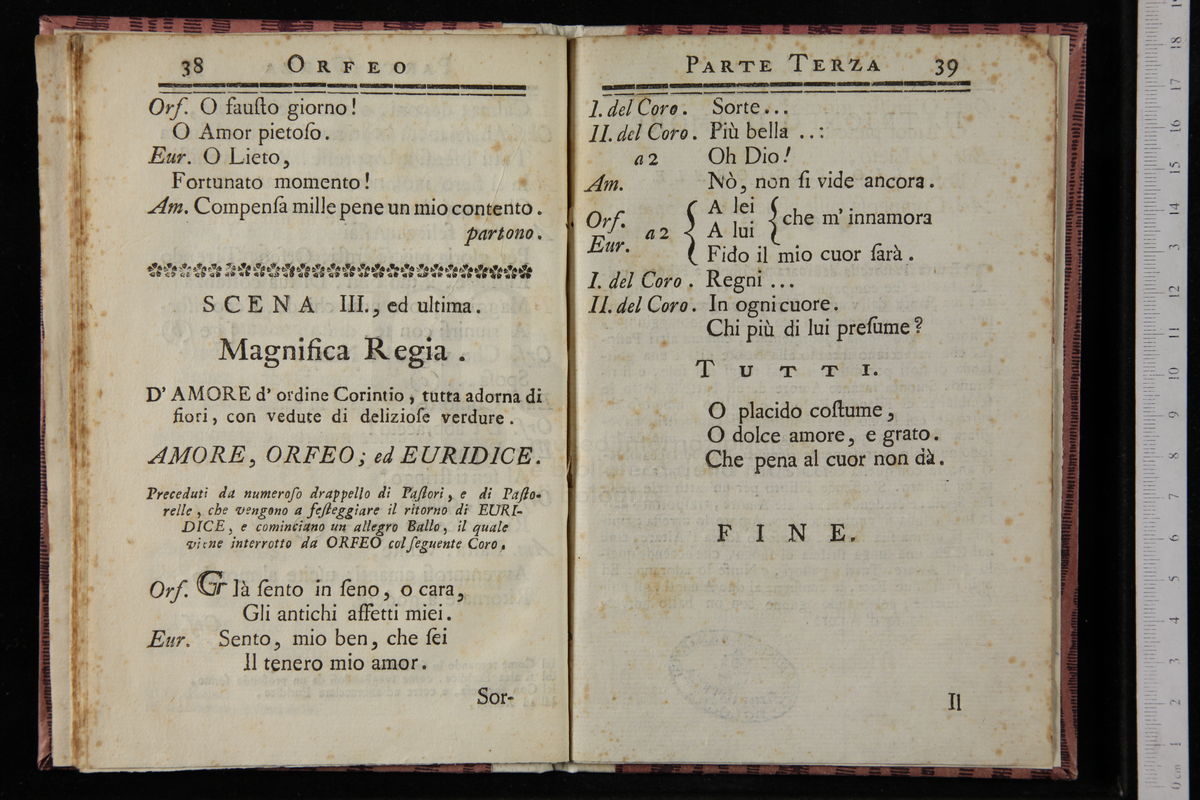 38 ORFEO
Orſ. O fauſto giorno!
O Amor pietoſo.
Eur. O Lieto,
Fortunato momento!
Am. Compenſa mille pene un mio contento.
partono.
SCENA III., ed ultima.
Magnifica Regia.
D' AMORE d' ordine Corintio, tutta adorna di
fiori, con vedute di delizioſe verdure.
AMORE, ORFEO; ed EURIDICE.
Preceduti da numeroſo drappello di Paſtori, e di Paſto-
relle, che vengono a feſteggiare il ritorno di EURI-
DICE, e cominciano un allegro Ballo, il quale
viene interrotto da ORFEO col ſeguente Coro.
Orf. Già ſento in ſeno, o cara,
Gli antichi affetti miei.
Eur. Sento, mio ben, che ſei
Il tenero mio amor.
Sor-
PARTE TERZA 39
I. del Coro. Sorte...
II. del Coro. Più bella ..:
a 2 Oh Dio!
Am. Nò, non ſi vide ancora.
Orf. Eur. a 2 { A lei { che m' innamora
A lui
Fido il mio cuor ſarà.
I. del Coro. Regni ...
II. del Coro. In ogni cuore.
Chi più di lui preſume?
TUTTI.
O placido coſtume,
O dolce amore, e grato.
Che pena al cuor non dà.
FINE.
Il